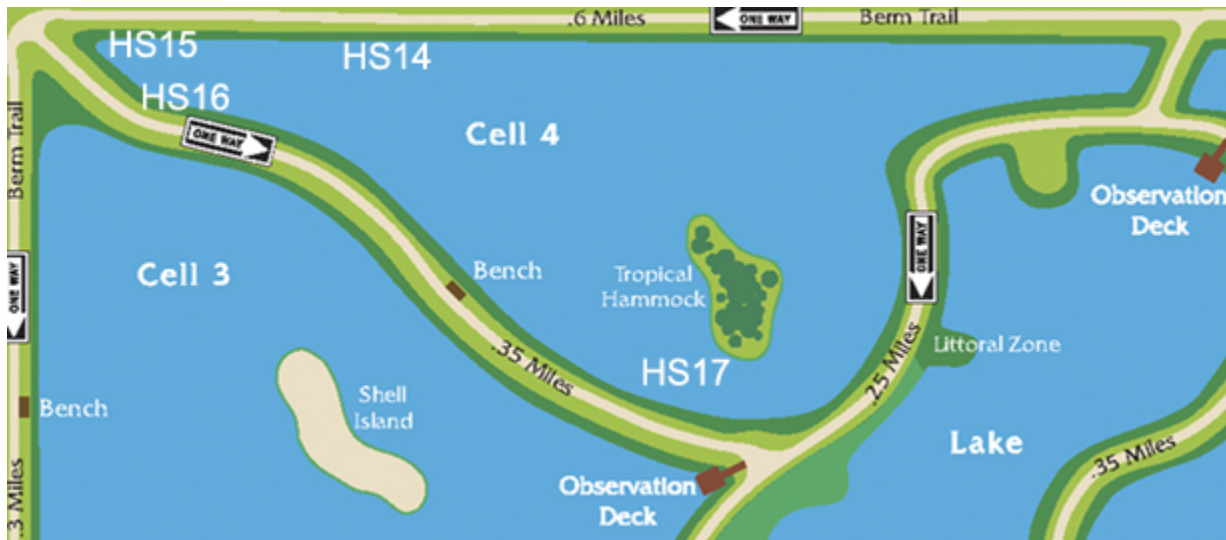 .6 Miles
ONE WAY
Berm Trail
HS15
HS14
HS16
ONE WAY
Cell 4
Berm Trail
Observation
Deck
ONE WAY
Cell 3
Bench
Tropical
Hammock
ONE WAY
.35 Miles
HS17
.25 Miles
Littoral Zone
Bench
Shell
Island
Lake
.35 Miles
.3 Miles
Observation
Deck